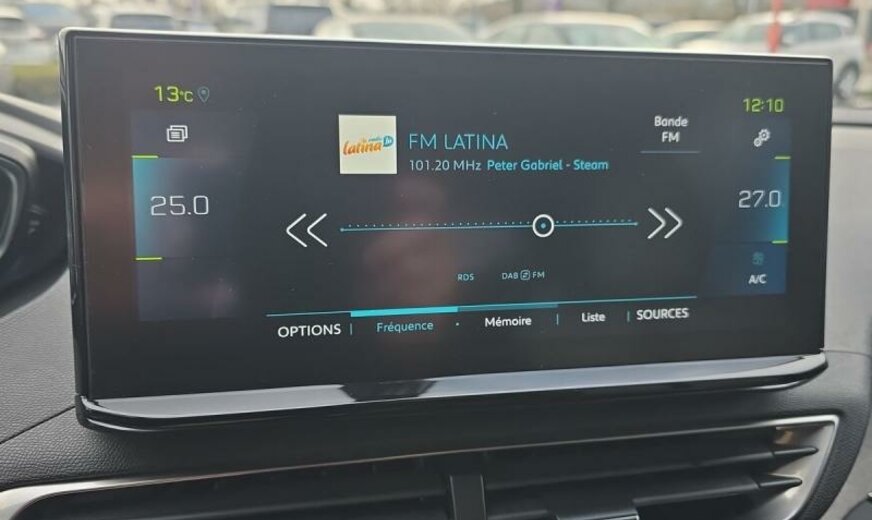 13°C
12:10
radio
latina
FM LATINA
Bande
FM
101.20 MHz Peter Gabriel - Steam
25.0
27.0
RDS
DAB FM
A/C
OPTIONS
Fréquence
Mémoire
Liste
SOURCES